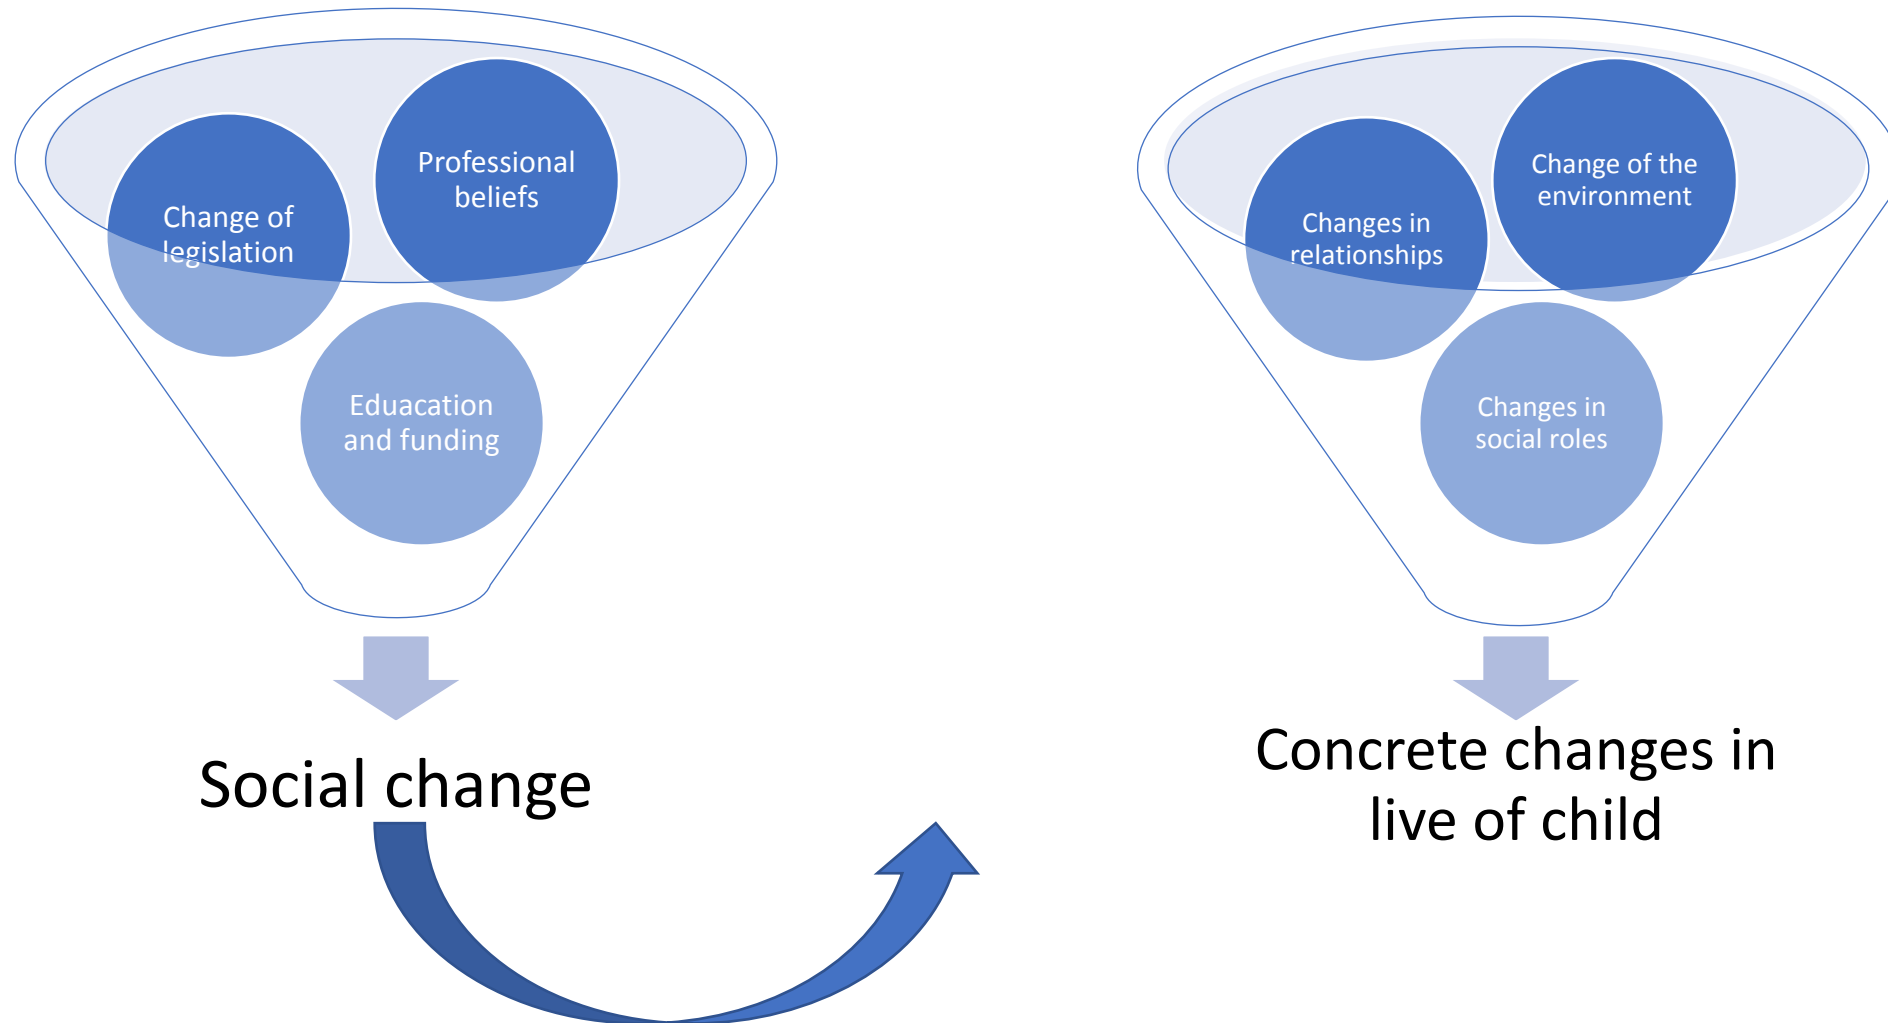 Professional
beliefs
Change of
legislation
Eduacation
and funding
Social change
Change of the
environment
Changes in
relationships
Changes in
social roles
Concrete changes in
live of child